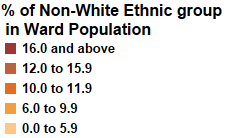 % of Non-White Ethnic group
in Ward Population
16.0 and above
12.0 to 15.9
10.0 to 11.9
6.0 to 9.9
0.0 to 5.9